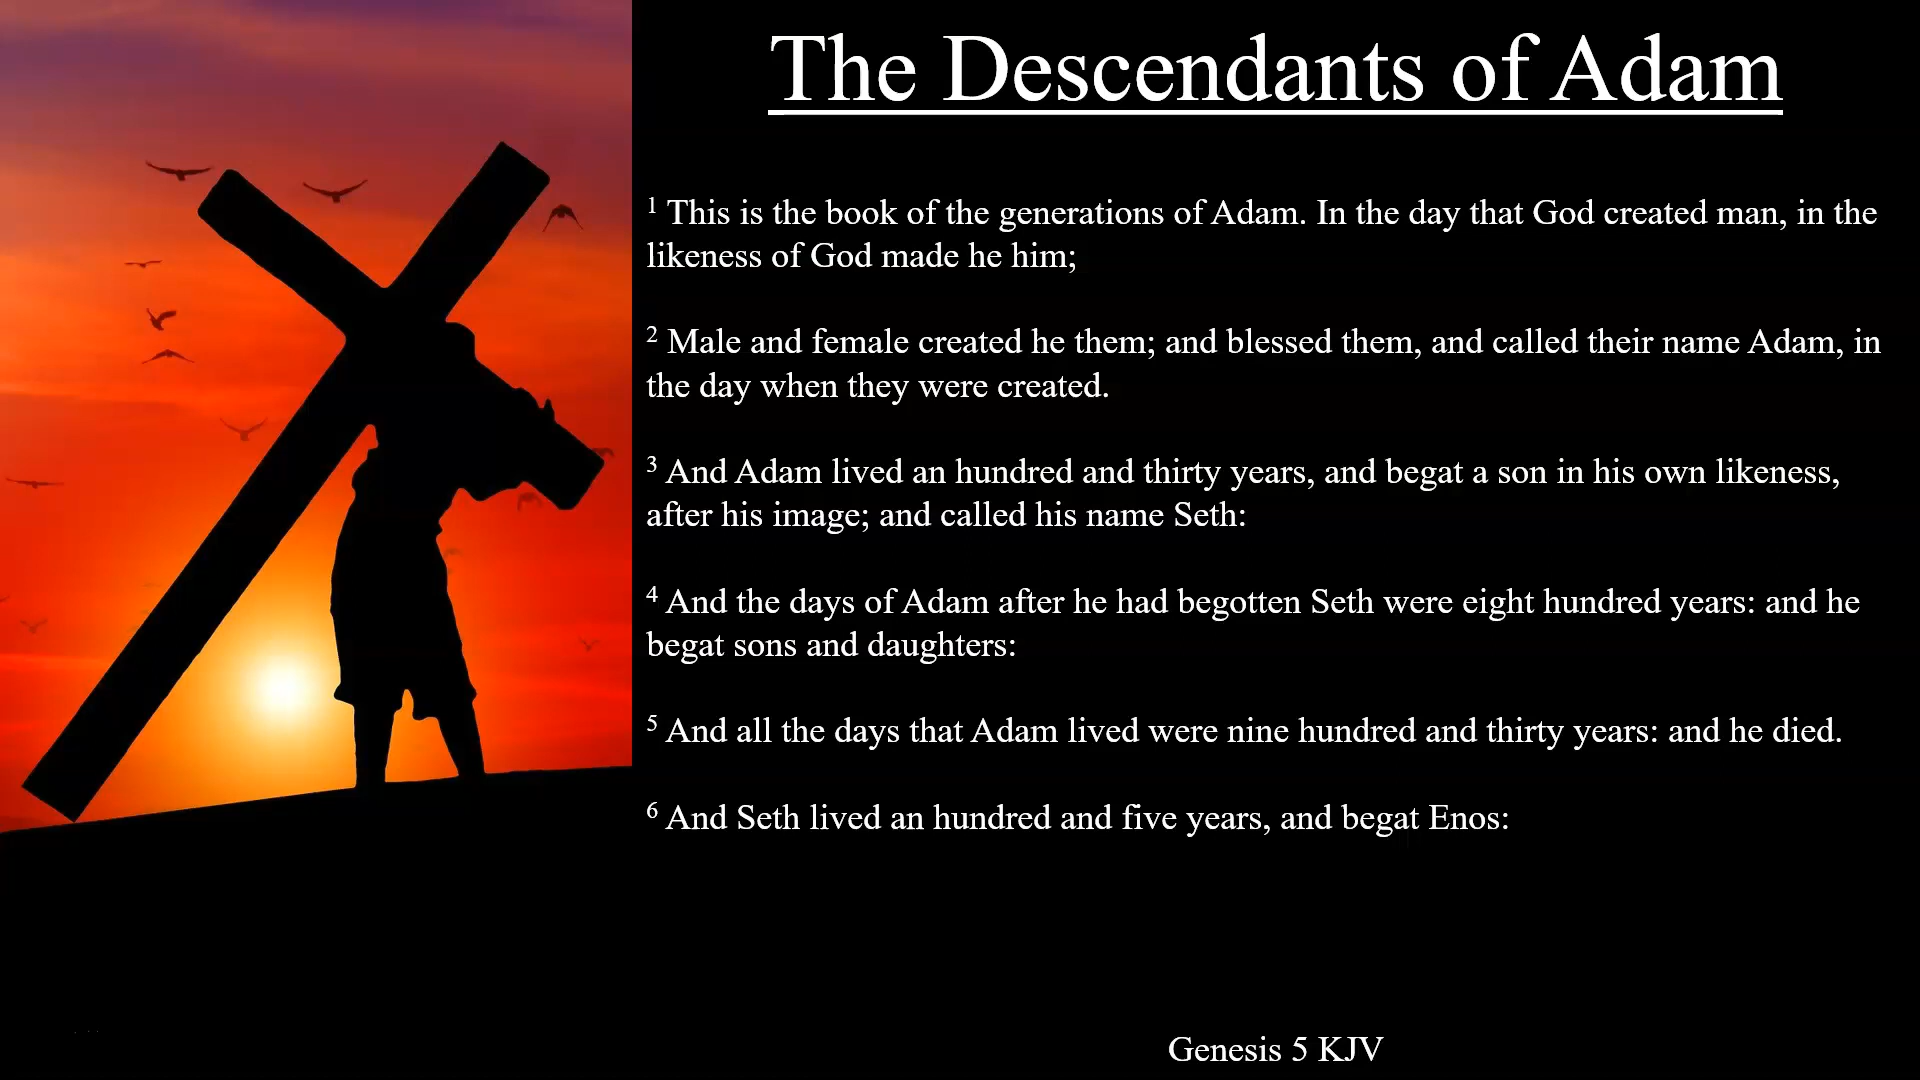 The Descendants of Adam
1 This is the book of the generations of Adam. In the day that God created man, in the
likeness of God made he him;
2 Male and female created he them; and blessed them, and called their name Adam, in
the day when they were created.
3 And Adam lived an hundred and thirty years, and begat a son in his own likeness,
after his image; and called his name Seth:
4 And the days of Adam after he had begotten Seth were eight hundred years: and he
begat sons and daughters:
5 And all the days that Adam lived were nine hundred and thirty years: and he died.
6 And Seth lived an hundred and five years, and begat Enos:
Genesis 5 KJV